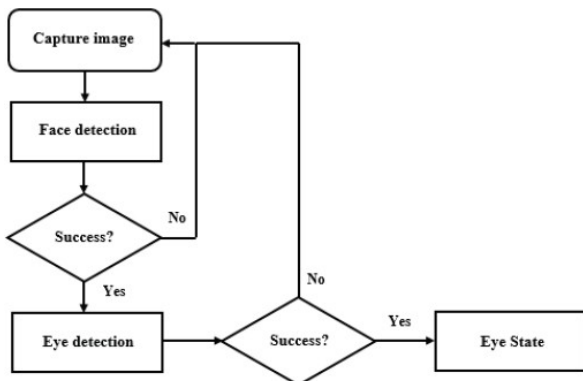 Capture image
Face detection
No
Success?
Yes
No
Eye detection
Success?
Yes
Eye State